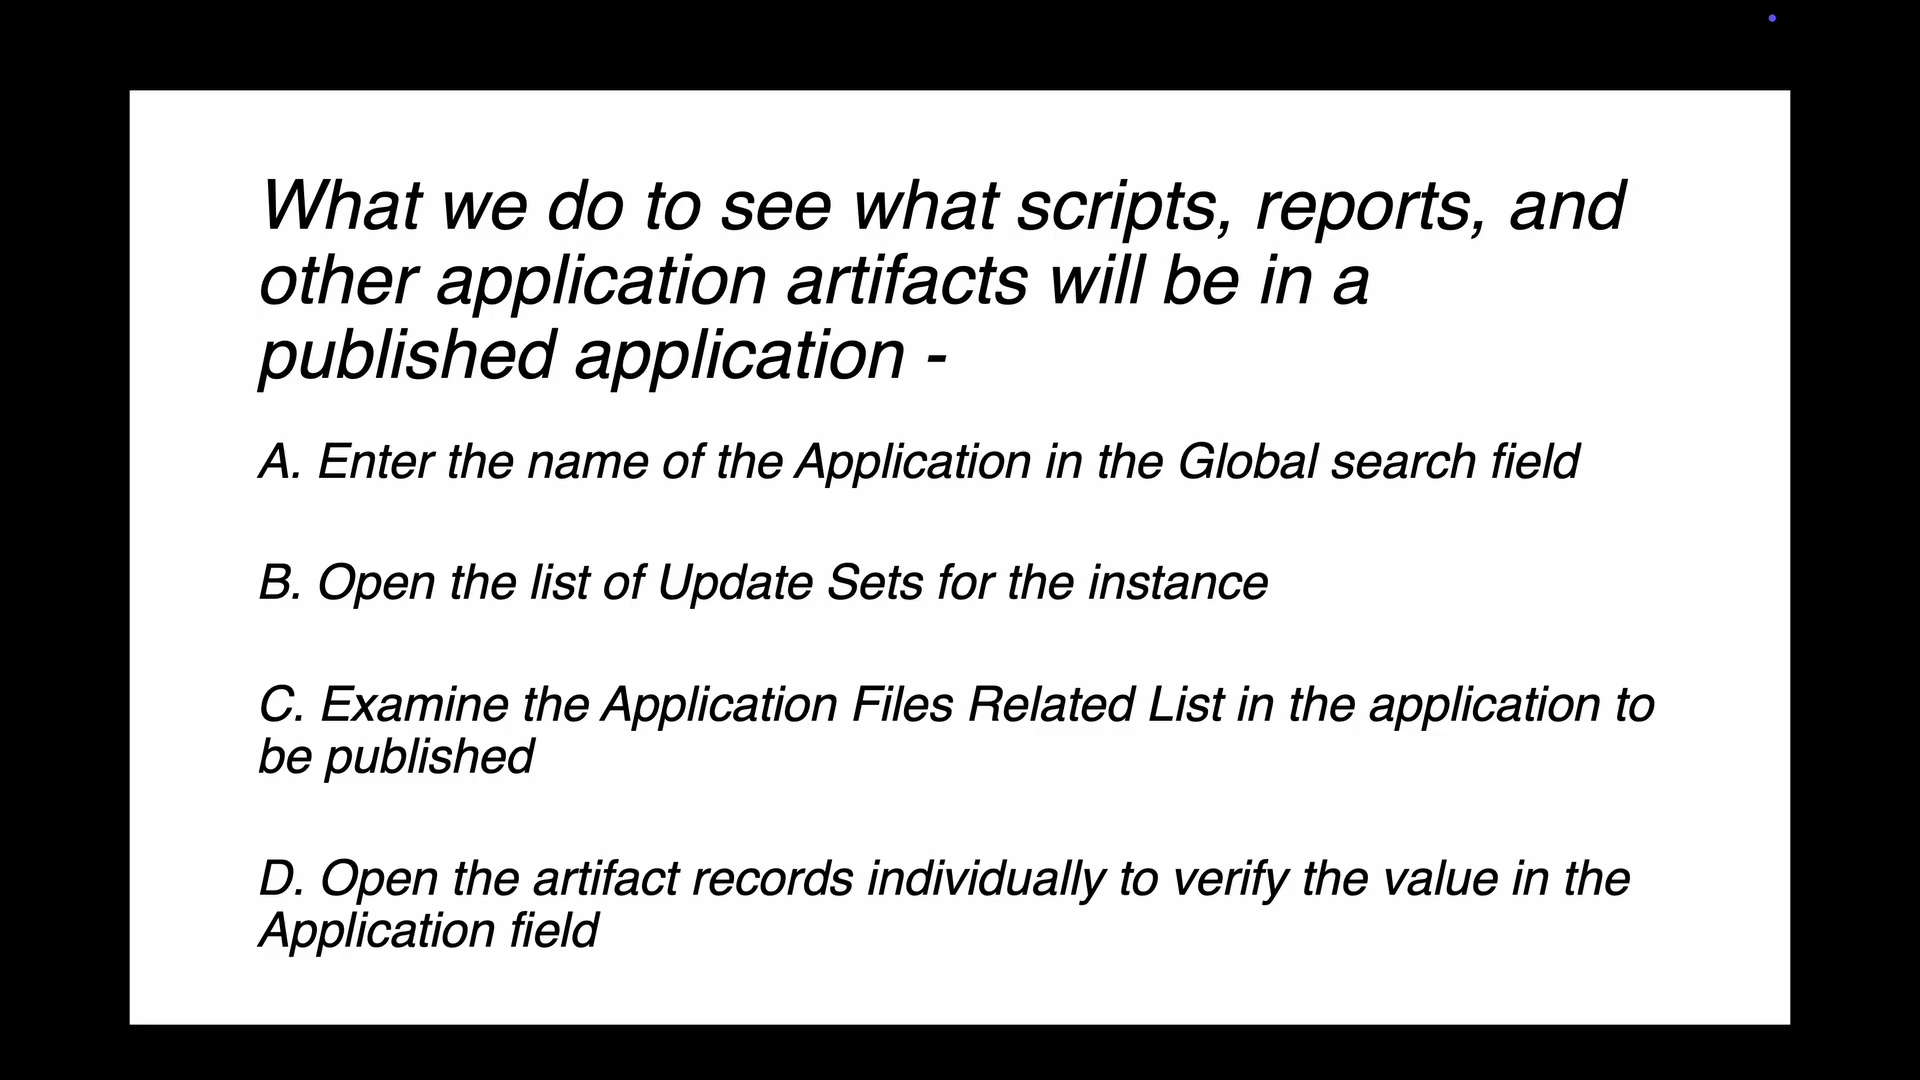 What we do to see what scripts, reports, and
other application artifacts will be in a
published application -
A. Enter the name of the Application in the Global search field
B. Open the list of Update Sets for the instance
C. Examine the Application Files Related List in the application to
be published
D. Open the artifact records individually to verify the value in the
Application field